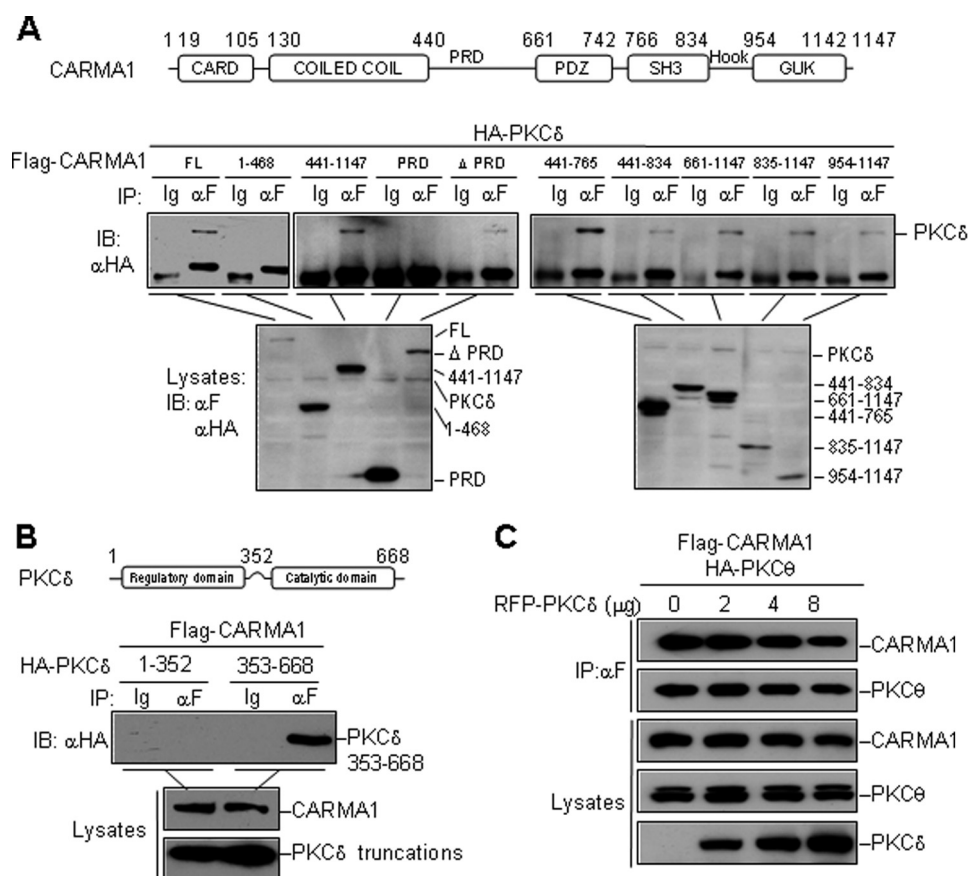 A
1 19 105 130 440 PRD 661 742 766 834 Hook 954 1142 1147
CARMA1 CARD COILED COIL PDZ SH3 GUK
HA-PKCδ
Flag-CARMA1 FL 1-468 441-1147 PRD Δ PRD 441-765 441-834 661-1147 835-1147 954-1147
IP: Ig αF Ig αF Ig αF Ig αF Ig αF Ig αF Ig αF Ig αF Ig αF Ig αF
IB: αHA
PKCδ
Lysates:
IB: αF
αHA
FL
Δ PRD
441-1147
PKCδ
1-468
PRD
PKCδ
441-834
661-1147
441-765
835-1147
954-1147
B
1 352 668
PKCδ Regulatory domain Catalytic domain
Flag-CARMA1
HA-PKCδ 1-352 353-668
IP: Ig αF Ig αF
IB: αHA
PKCδ
353-668
Lysates
CARMA1
PKCδ truncations
C
Flag-CARMA1
HA-PKCθ
RFP-PKCδ (μg) 0 2 4 8
IP:αF
CARMA1
PKCθ
Lysates
CARMA1
PKCθ
PKCδ